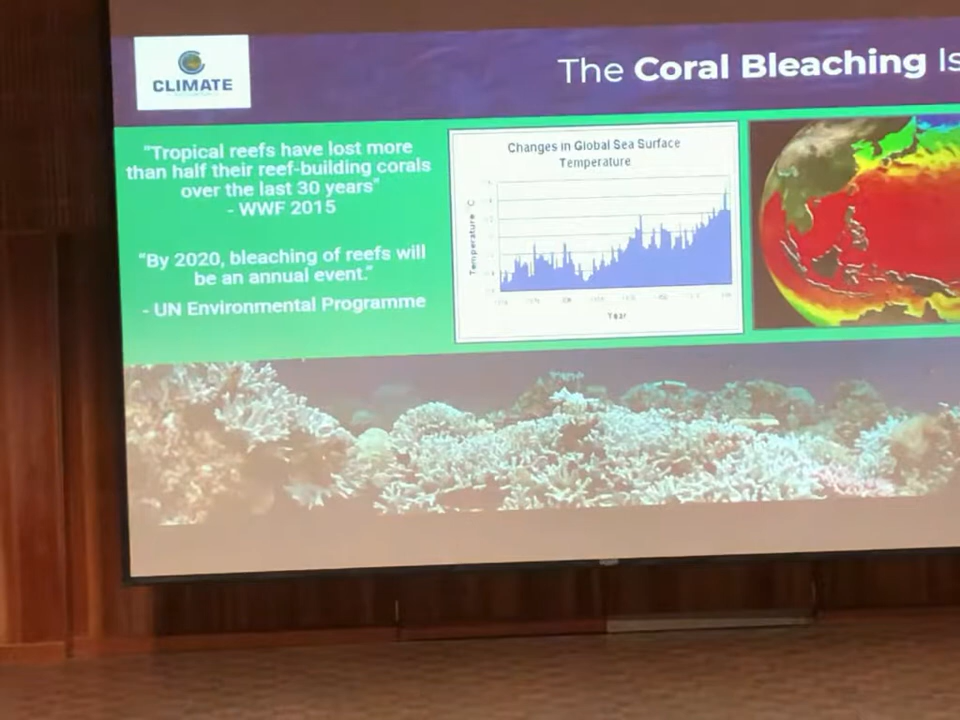 CLIMATE
The Coral Bleaching Is
"Tropical reefs have lost more
than half their reef-building corals
over the last 30 years"
- WWF 2015
"By 2020, bleaching of reefs will
be an annual event."
- UN Environmental Programme
Changes in Global Sea Surface
Temperature
Temperature °C
Year